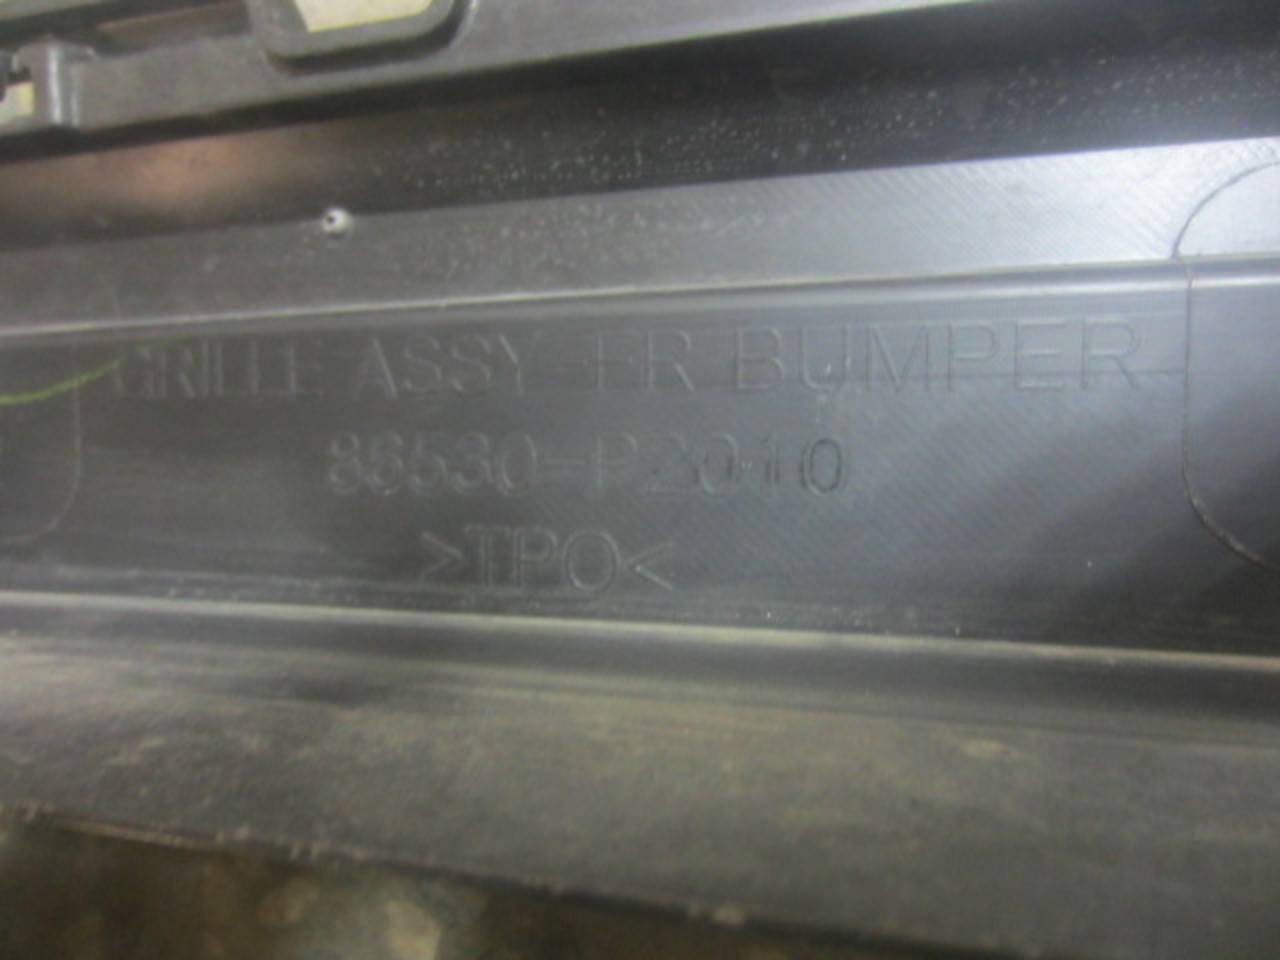 GRILLE ASSY-FR BUMPER
86530-P2010
>TPO<